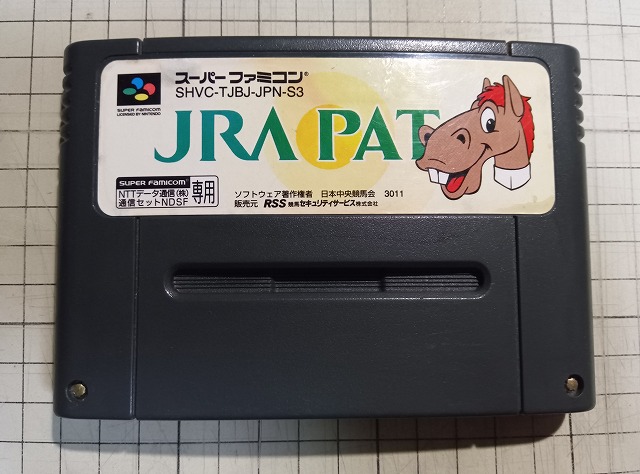 スーパーファミコン®
SHVC-TJBJ-JPN-S3
SUPER FAMICOM
LICENSED BY NINTENDO
JRA PAT
SUPER FAMICOM
NTTデータ通信(株)
通信セットNDSF
専用
ソフトウェア著作権者 日本中央競馬会 3011
販売元 RSS 競馬セキュリティサービス株式会社